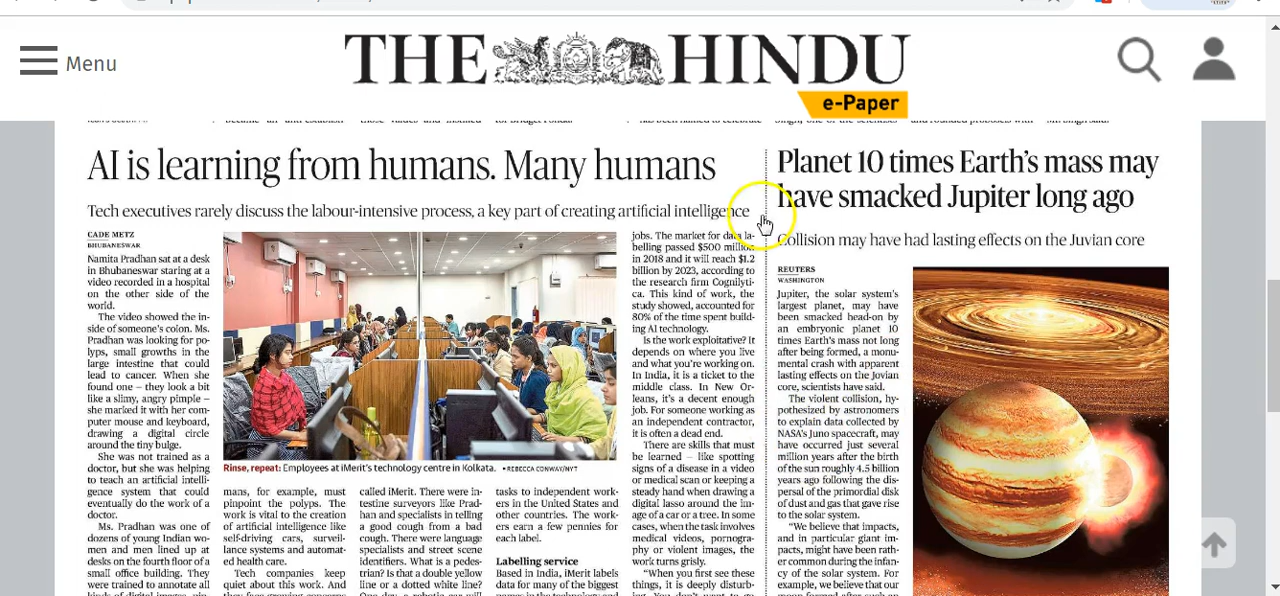 Menu
THE HINDU
e-Paper
AI is learning from humans. Many humans
Tech executives rarely discuss the labour-intensive process, a key part of creating artificial intelligence
CADE METZ
BHUBANESWAR
Namita Pradhan sat at a desk
in Bhubaneswar staring at a
video recorded in a hospital
on the other side of the
world.
The video showed the in-
side of someone's colon. Ms.
Pradhan was looking for po-
lyps, small growths in the
large intestine that could
lead to cancer. When she
found one – they look a bit
like a slimy, angry pimple –
she marked it with her com-
puter mouse and keyboard,
drawing a digital circle
around the tiny bulge.
She was not trained as a
doctor, but she was helping
to teach an artificial intelli-
gence system that could
eventually do the work of a
doctor.
Ms. Pradhan was one of
dozens of young Indian wo-
men and men lined up at
desks on the fourth floor of a
small office building. They
were trained to annotate all
Rinse, repeat: Employees at iMerit's technology centre in Kolkata. • REBECCA CONWAY/NYT
mans, for example, must
pinpoint the polyps. The
work is vital to the creation
of artificial intelligence like
self-driving cars, surveil-
lance systems and automat-
ed health care.
Tech companies keep
quiet about this work. And
called iMerit. There were in-
testine surveyors like Prad-
han and specialists in telling
a good cough from a bad
cough. There were language
specialists and street scene
identifiers. What is a pedes-
trian? Is that a double yellow
line or a dotted white line?
tasks to independent work-
ers in the United States and
other countries. The work-
ers earn a few pennies for
each label.
Labelling service
Based in India, iMerit labels
data for many of the biggest
jobs. The market for data la-
belling passed $500 million
in 2018 and it will reach $1.2
billion by 2023, according to
the research firm Cognilyti-
ca. This kind of work, the
study showed, accounted for
80% of the time spent build-
ing AI technology.
Is the work exploitative? It
depends on where you live
and what you're working on.
In India, it is a ticket to the
middle class. In New Or-
leans, it's a decent enough
job. For someone working as
an independent contractor,
it is often a dead end.
There are skills that must
be learned – like spotting
signs of a disease in a video
or medical scan or keeping a
steady hand when drawing a
digital lasso around the im-
age of a car or a tree. In some
cases, when the task involves
medical videos, pornogra-
phy or violent images, the
work turns grisly.
"When you first see these
things, it is deeply disturb-
ing. You don't want to go
Planet 10 times Earth's mass may
have smacked Jupiter long ago
Collision may have had lasting effects on the Juvian core
REUTERS
WASHINGTON
Jupiter, the solar system's
largest planet, may have
been smacked head-on by
an embryonic planet 10
times Earth's mass not long
after being formed, a monu-
mental crash with apparent
lasting effects on the Jovian
core, scientists have said.
The violent collision, hy-
pothesized by astronomers
to explain data collected by
NASA's Juno spacecraft, may
have occurred just several
million years after the birth
of the sun roughly 4.5 billion
years ago following the dis-
persal of the primordial disk
of dust and gas that gave rise
to the solar system.
"We believe that impacts,
and in particular giant im-
pacts, might have been rath-
er common during the infan-
cy of the solar system. For
example, we believe that our